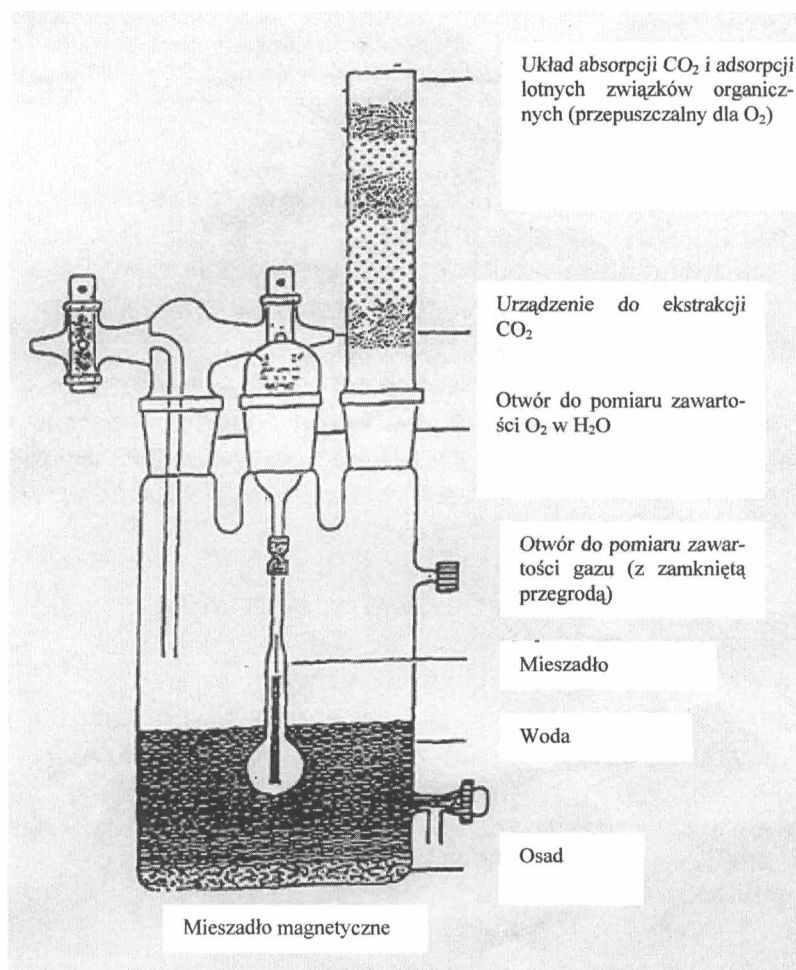 Układ absorpcji CO₂ i adsorpcji
lotnych związków organicz-
nych (przepuszczalny dla O₂)
Urządzenie do ekstrakcji
CO₂
Otwór do pomiaru zawarto-
ści O₂ w H₂O
Otwór do pomiaru zawar-
tości gazu (z zamkniętą
przegrodą)
Mieszadło
Woda
Osad
Mieszadło magnetyczne